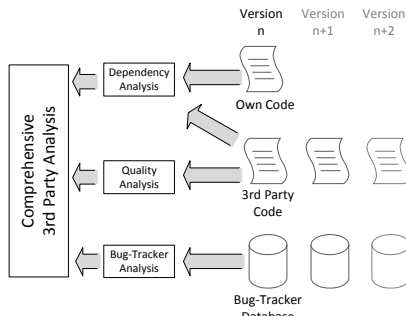 Version
n
Version
n+1
Version
n+2
Dependency
Analysis
Own Code
Comprehensive
3rd Party Analysis
Quality
Analysis
3rd Party
Code
Bug-Tracker
Analysis
Bug-Tracker
Database